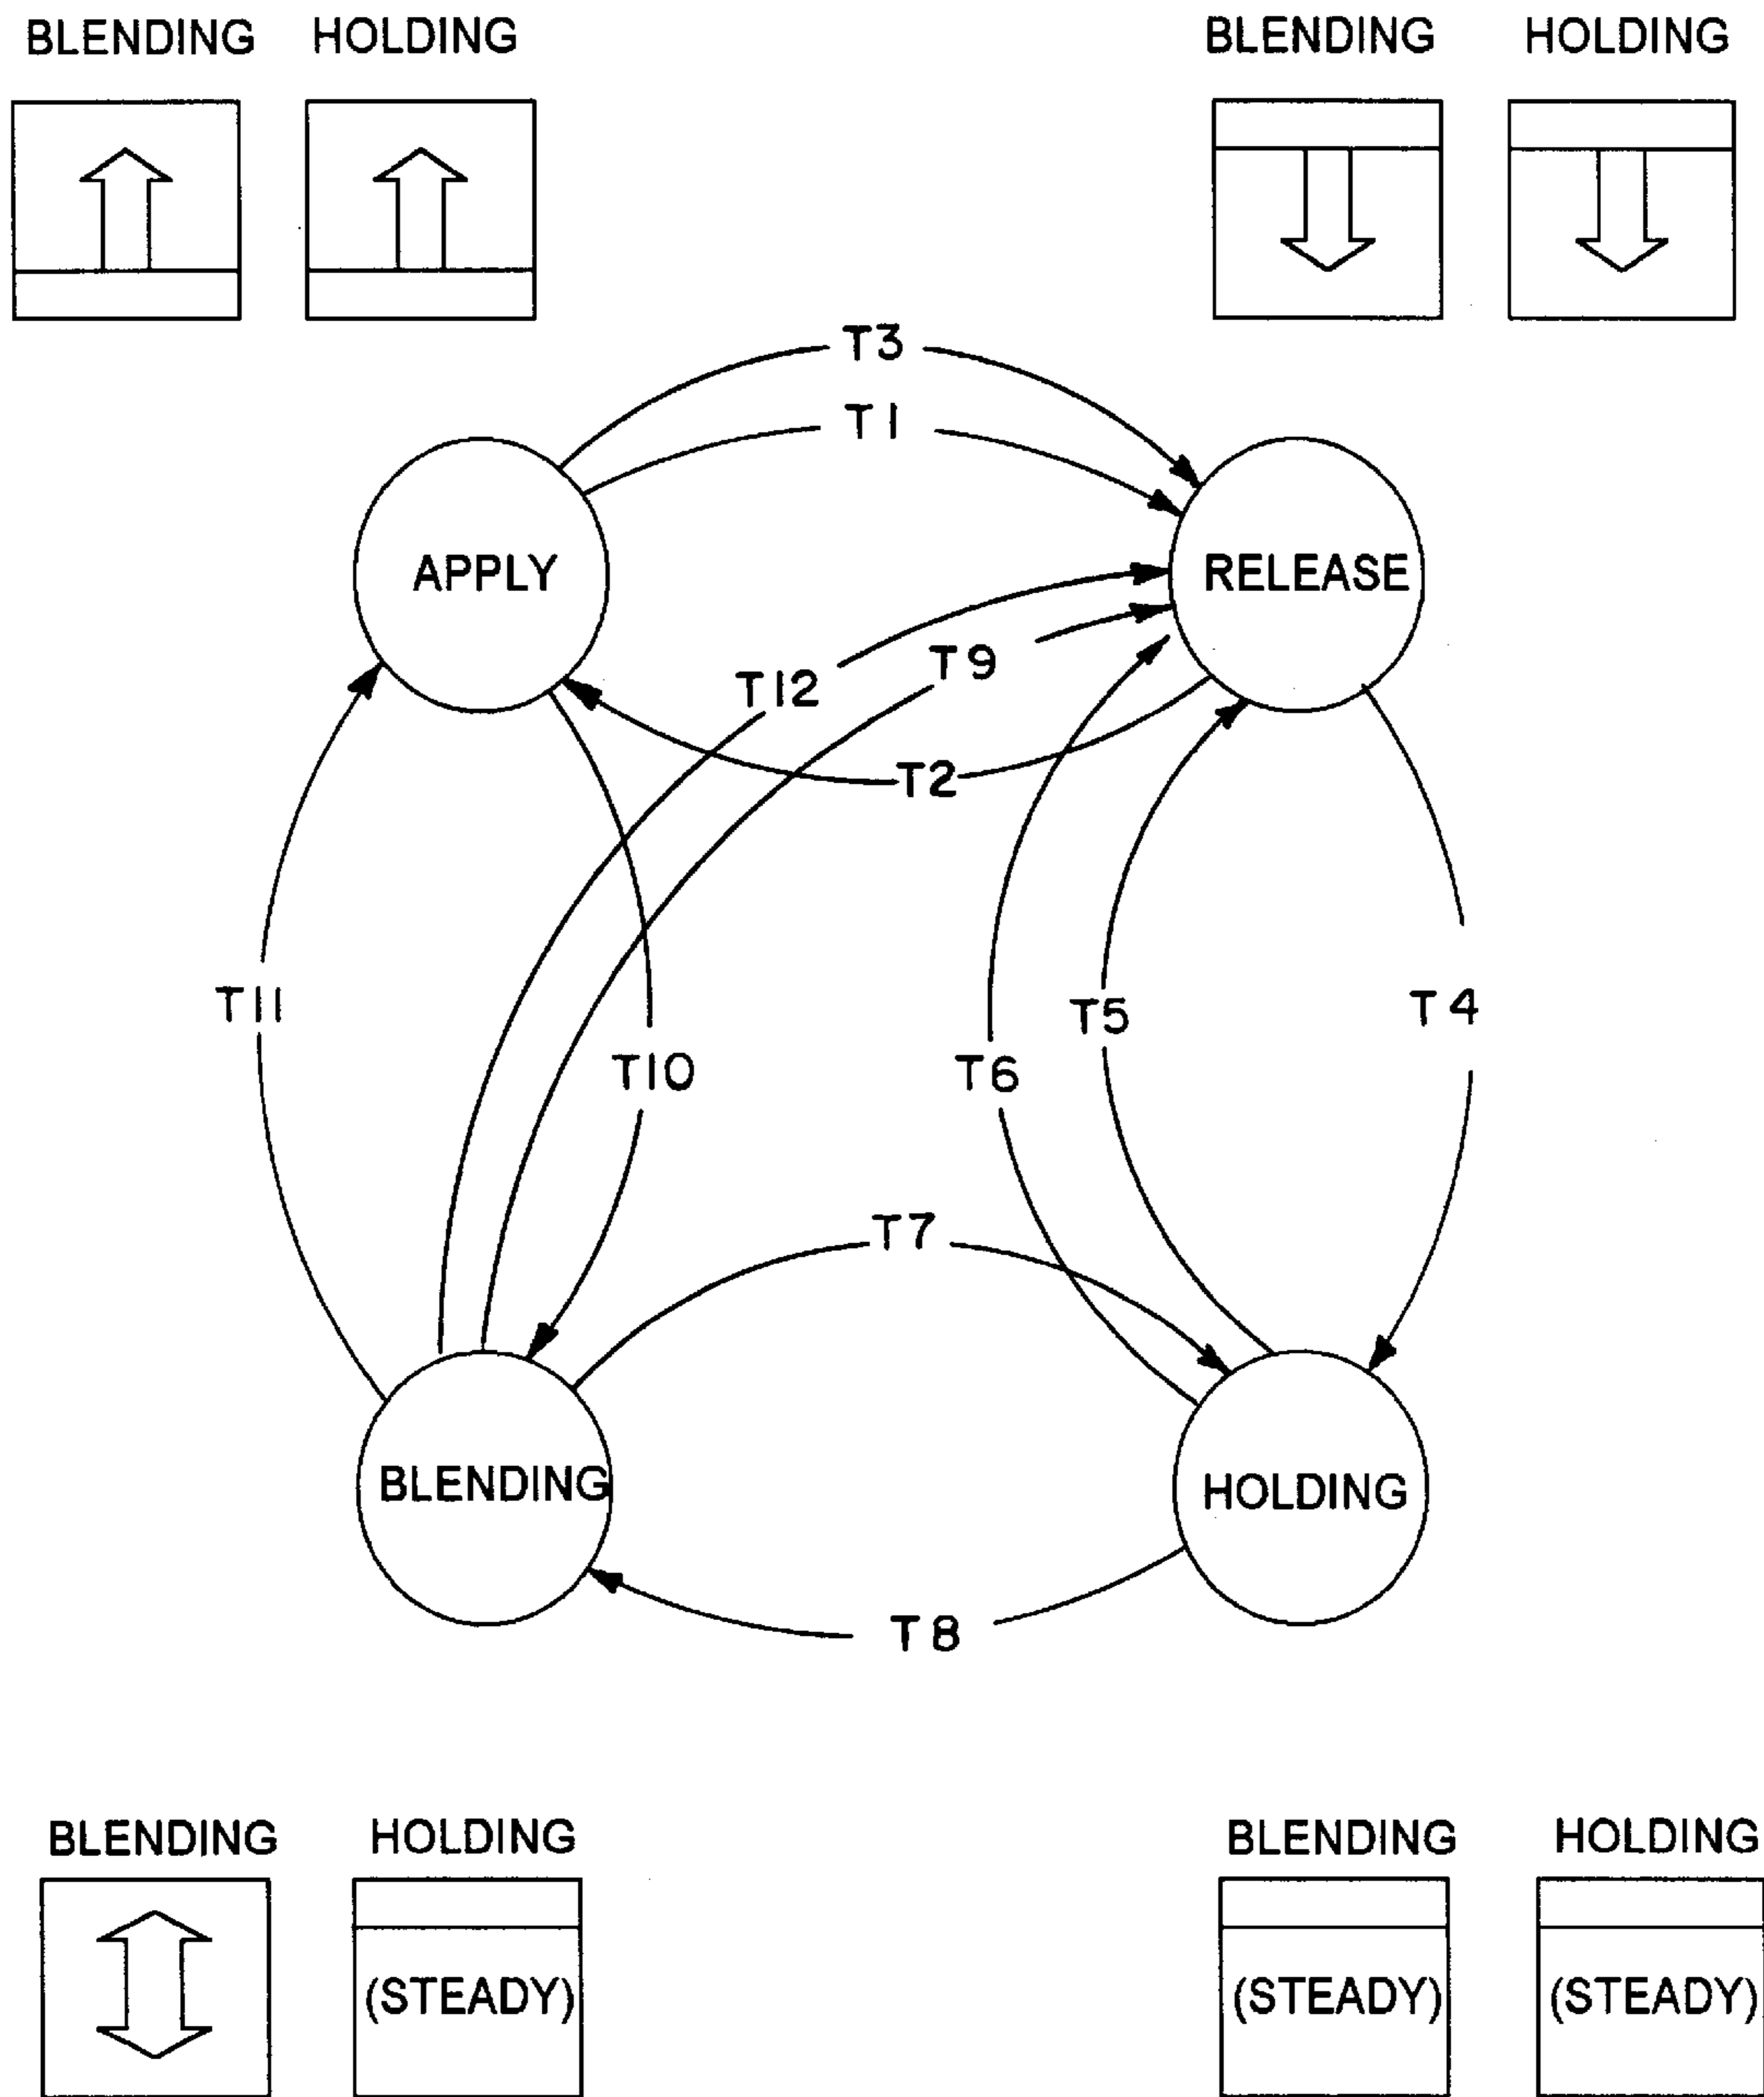 BLENDING HOLDING BLENDING HOLDING
T3
T1
APPLY RELEASE
T9
T12
T2
T11 T5 T4
T10 T6
T7
BLENDING HOLDING
T8
BLENDING HOLDING BLENDING HOLDING
(STEADY) (STEADY) (STEADY)